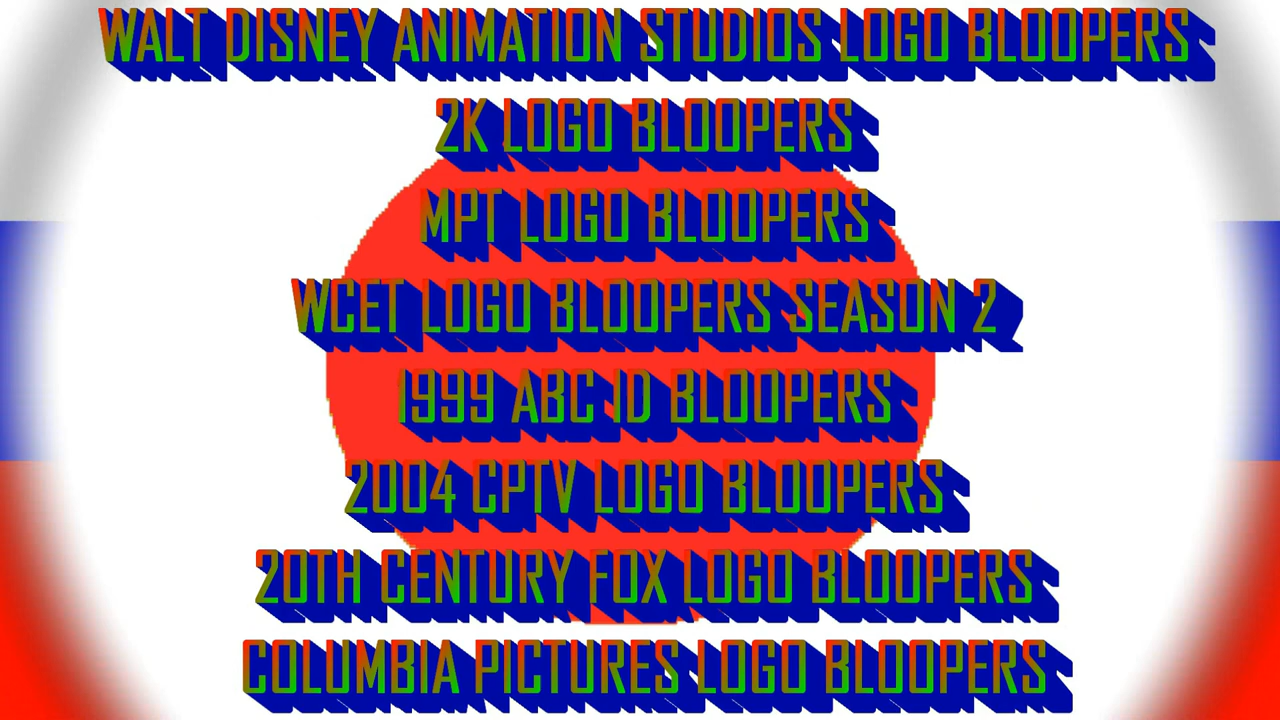 WALT DISNEY ANIMATION STUDIOS LOGO BLOOPERS
2K LOGO BLOOPERS
MPT LOGO BLOOPERS
WCET LOGO BLOOPERS SEASON 2
1999 ABC ID BLOOPERS
2004 CPTV LOGO BLOOPERS
20TH CENTURY FOX LOGO BLOOPERS
COLUMBIA PICTURES LOGO BLOOPERS